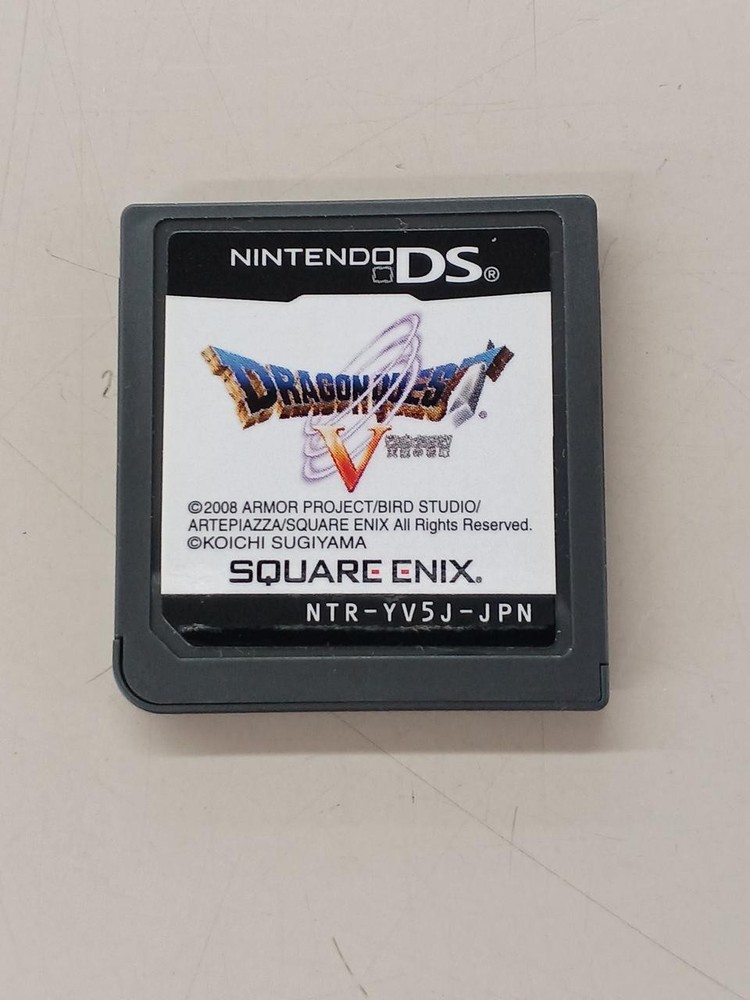 NINTENDO DS®
DRAGON QUEST®
V
©2008 ARMOR PROJECT/BIRD STUDIO/
ARTEPIAZZA/SQUARE ENIX All Rights Reserved.
©KOICHI SUGIYAMA
SQUARE ENIX®
NTR-YV5J-JPN